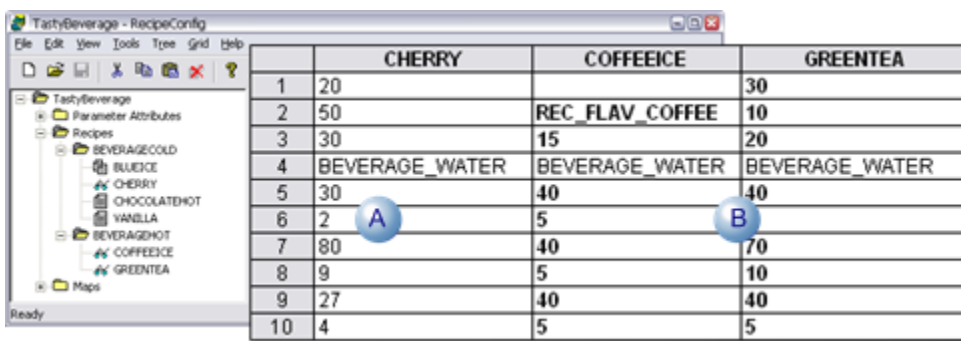 TastyBeverage - RecipeConfig
File Edit View Tools Tree Grid Help
TastyBeverage
Parameter Attributes
Recipes
BEVERAGECOLD
BLUEICE
CHERRY
CHOCOLATEHOT
VANILLA
BEVERAGEHOT
COFFEEICE
GREENTEA
Maps
Ready
CHERRY COFFEEICE GREENTEA
1 20 30
2 50 REC_FLAV_COFFEE 10
3 30 15 20
4 BEVERAGE_WATER BEVERAGE_WATER BEVERAGE_WATER
5 30 40 40
6 2 A 5 B
7 80 40 70
8 9 5 10
9 27 40 40
10 4 5 5